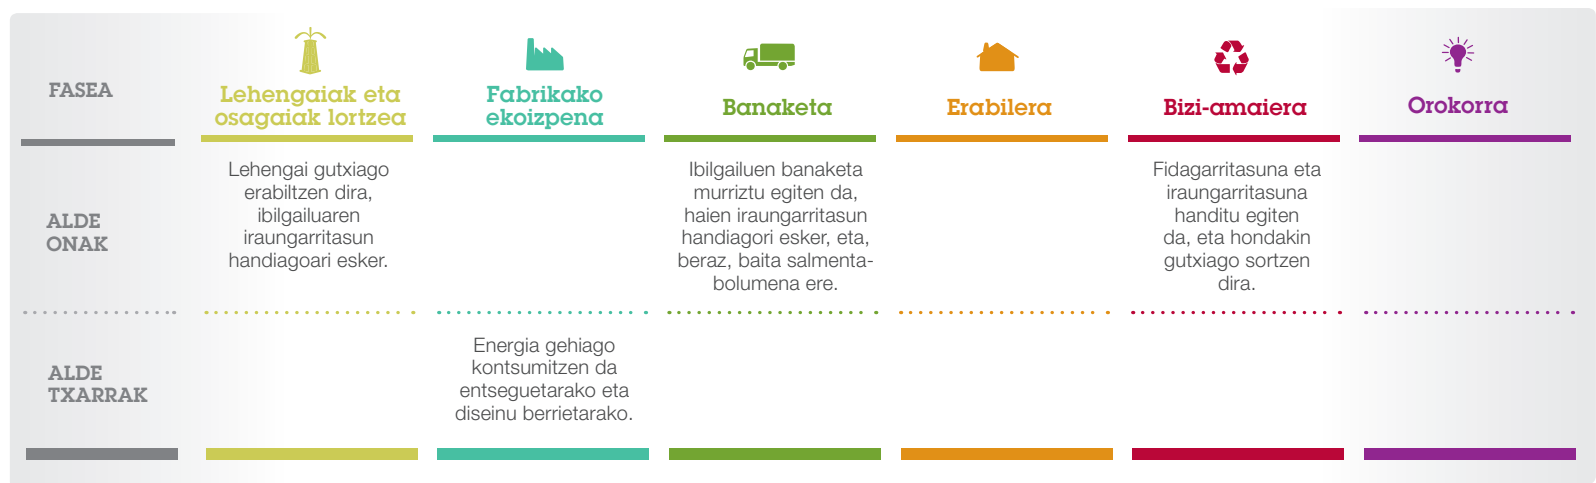 FASEA
Lehengaiak eta
osagaiak lortzea
Fabrikako
ekoizpena
Banaketa
Erabilera
Bizi-amaiera
Orokorra
ALDE
ONAK
Lehengai gutxiago
erabiltzen dira,
ibilgailuaren
iraungarritasun
handiagoari esker.
Ibilgailuen banaketa
murriztu egiten da,
haien iraungarritasun
handiagori esker, eta,
beraz, baita salmenta-
bolumena ere.
Fidagarritasuna eta
iraungarritasuna
handitu egiten
da, eta hondakin
gutxiago sortzen
dira.
ALDE
TXARRAK
Energia gehiago
kontsumitzen da
entseguetarako eta
diseinu berrietarako.